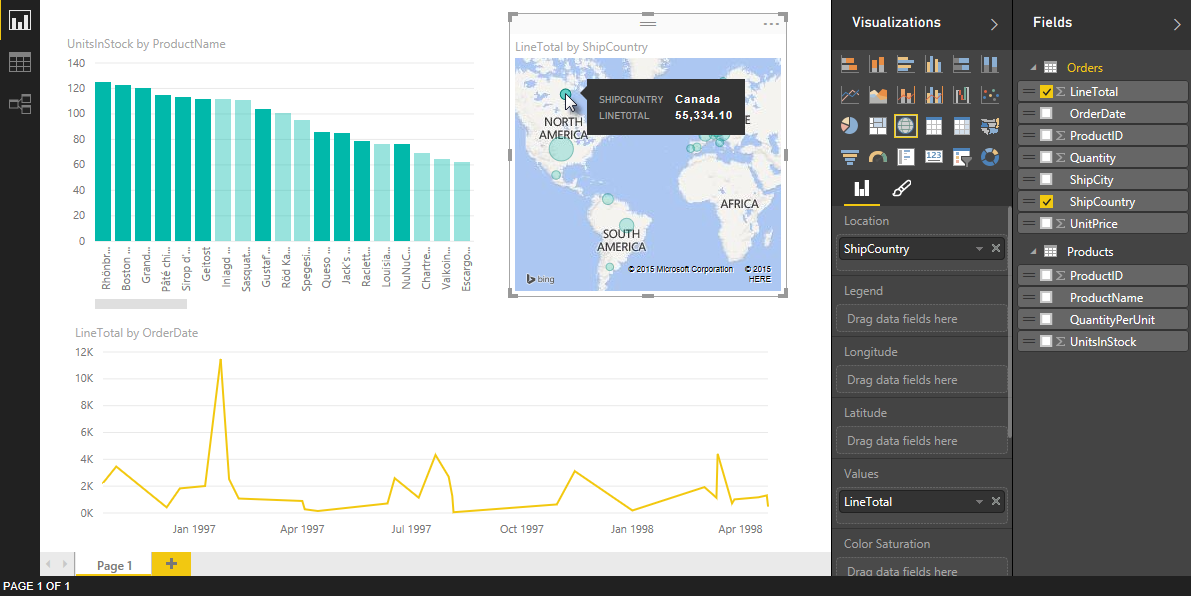 UnitsInStock by ProductName
140
120
100
80
60
40
20
0
Rhönbr...
Boston ...
Grand...
Pâté chi...
Sirop d'...
Geitost
Inlagd ...
Sasquat...
Gustaf'...
Röd Ka...
Spegesi...
Queso ...
Jack's ...
Raclett...
Louisia...
NuNuC...
Chartre...
Valkoin...
Escargo...
LineTotal by ShipCountry
SHIPCOUNTRY Canada
LINETOTAL 55,334.10
NORTH
AMERICA
E
AFRICA
SOUTH
AMERICA
© 2015 Microsoft Corporation © 2015
HERE
bing
LineTotal by OrderDate
12K
10K
8K
6K
4K
2K
0K
Jan 1997
Apr 1997
Jul 1997
Oct 1997
Jan 1998
Apr 1998
Page 1
+
PAGE 1 OF 1
Visualizations
123
Location
ShipCountry
Legend
Drag data fields here
Longitude
Drag data fields here
Latitude
Drag data fields here
Values
LineTotal
Color Saturation
Drag data fields here
Fields
Orders
Σ LineTotal
OrderDate
Σ ProductID
Σ Quantity
ShipCity
ShipCountry
Σ UnitPrice
Products
Σ ProductID
ProductName
QuantityPerUnit
Σ UnitsInStock